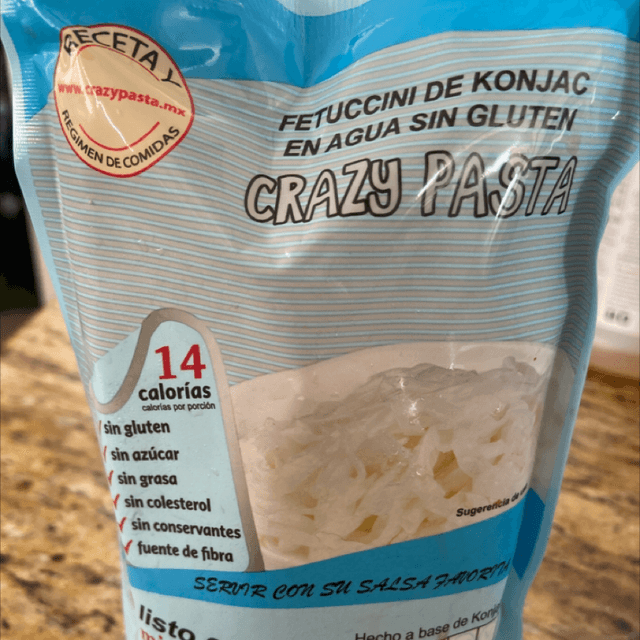 RECETA Y
www.crazypasta.mx
REGIMEN DE COMIDAS
FETUCCINI DE KONJAC
EN AGUA SIN GLUTEN
CRAZY PASTA
14
calorías
calorías por porción
sin gluten
sin azúcar
sin grasa
sin colesterol
sin conservantes
fuente de fibra
Sugerencia de
SERVIR CON SU SALSA FAVORITA
listo
Hecho a base de Konjac